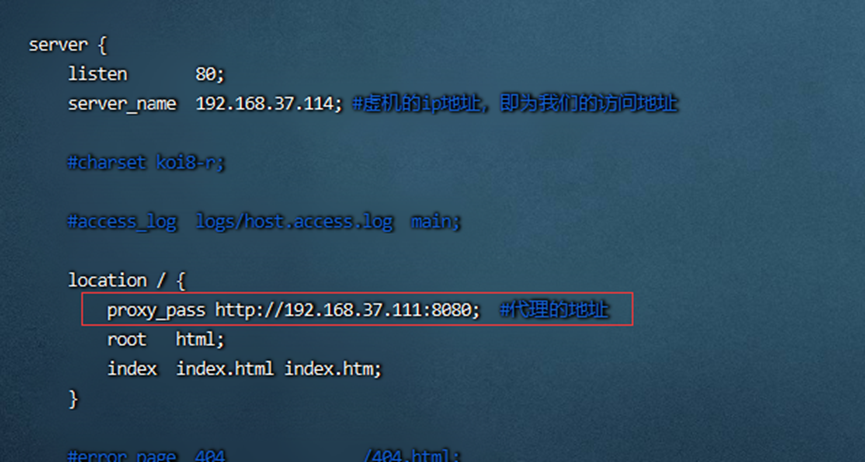 server {
    listen       80;
    server_name  192.168.37.114; #虚机的ip地址，即为我们的访问地址
    #charset koi8-r;
    #access_log  logs/host.access.log  main;
    location / {
        proxy_pass http://192.168.37.111:8080;  #代理的地址
        root   html;
        index  index.html index.htm;
    }
    #error_page  404              /404.html;